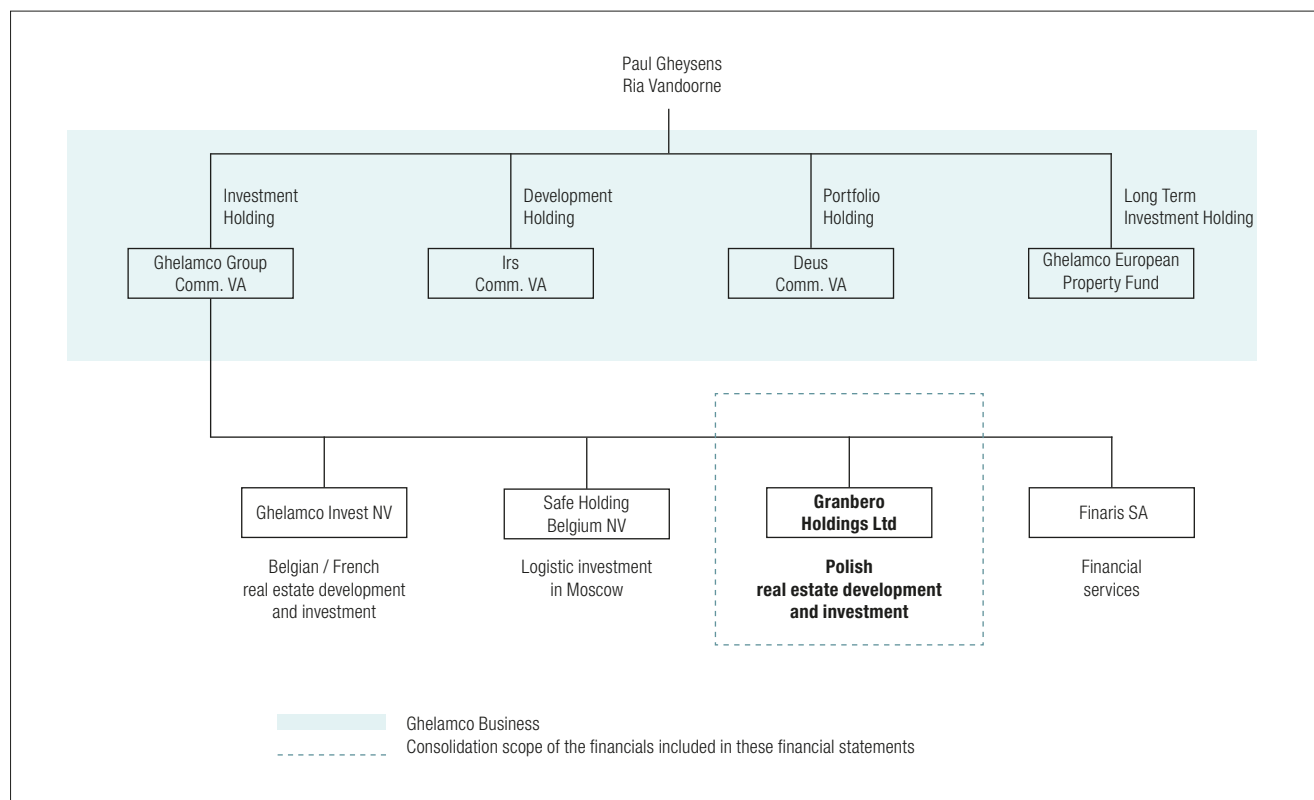 Paul Gheysens
Ria Vandoorne
Investment
Holding
Development
Holding
Portfolio
Holding
Long Term
Investment Holding
Ghelamco Group
Comm. VA
Irs
Comm. VA
Deus
Comm. VA
Ghelamco European
Property Fund
Ghelamco Invest NV
Safe Holding
Belgium NV
Granbero
Holdings Ltd
Finaris SA
Belgian / French
real estate development
and investment
Logistic investment
in Moscow
Polish
real estate development
and investment
Financial
services
Ghelamco Business
Consolidation scope of the financials included in these financial statements